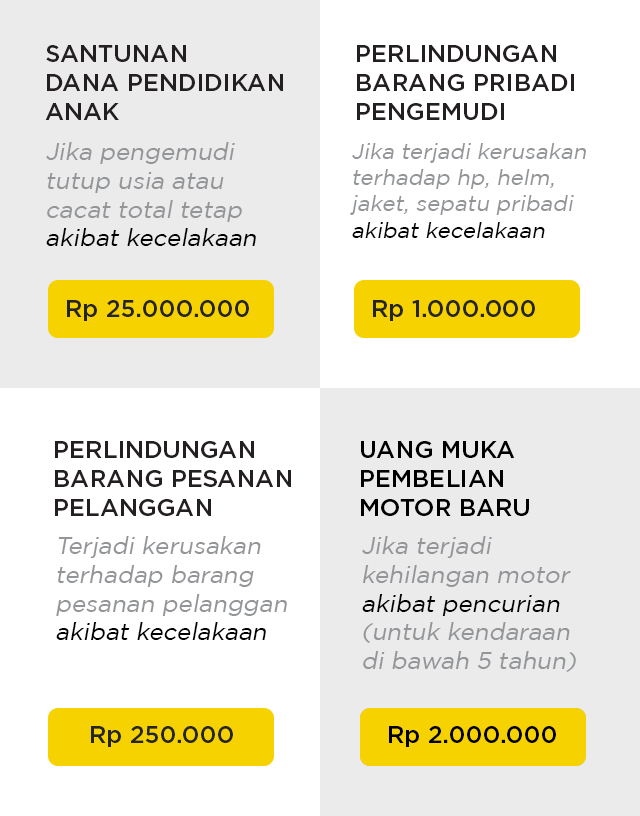 SANTUNAN
DANA PENDIDIKAN
ANAK
Jika pengemudi
tutup usia atau
cacat total tetap
akibat kecelakaan
Rp 25.000.000
PERLINDUNGAN
BARANG PRIBADI
PENGEMUDI
Jika terjadi kerusakan
terhadap hp, helm,
jaket, sepatu pribadi
akibat kecelakaan
Rp 1.000.000
PERLINDUNGAN
BARANG PESANAN
PELANGGAN
Terjadi kerusakan
terhadap barang
pesanan pelanggan
akibat kecelakaan
Rp 250.000
UANG MUKA
PEMBELIAN
MOTOR BARU
Jika terjadi
kehilangan motor
akibat pencurian
(untuk kendaraan
di bawah 5 tahun)
Rp 2.000.000